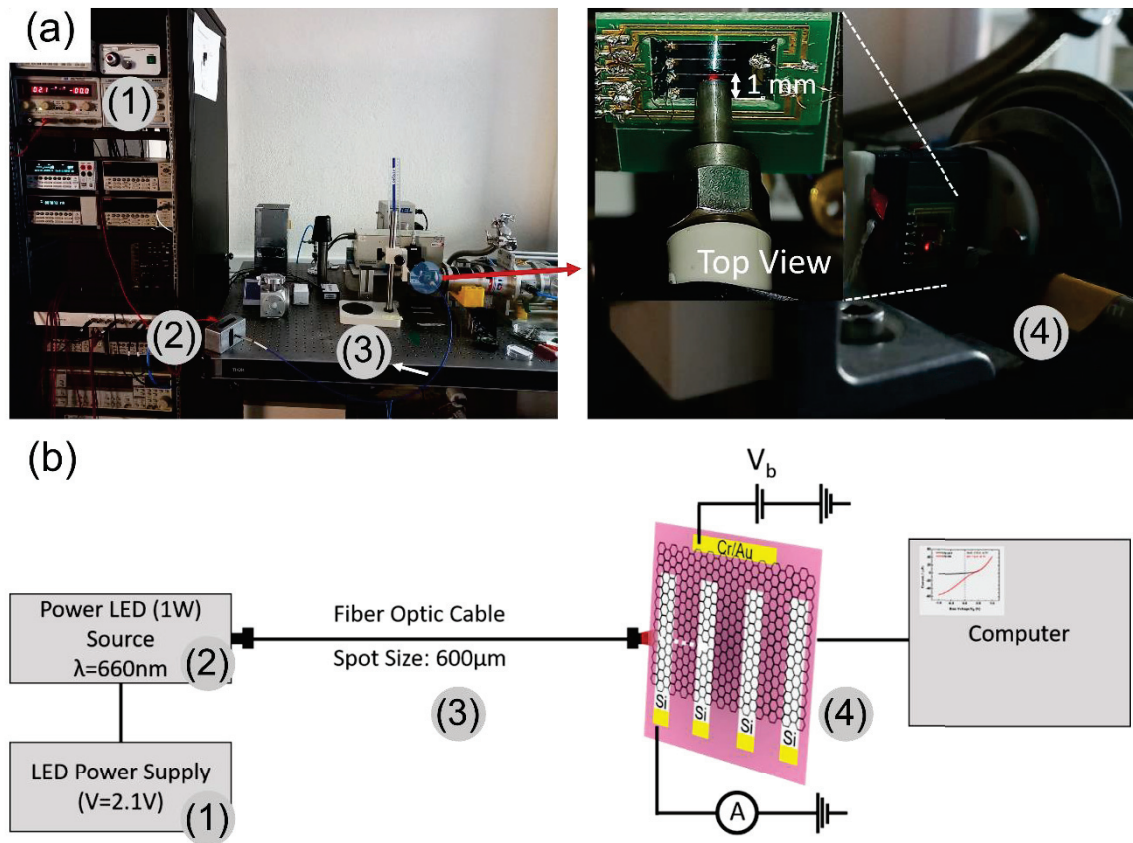 (a)
(1)
(2)
(3)
1 mm
Top View
(4)
(b)
V_b
Cr/Au
Power LED (1W)
Source
λ=660nm
(2)
Fiber Optic Cable
Spot Size: 600μm
(3)
Si
Si
Si
Si
(4)
Computer
LED Power Supply
(V=2.1V)
(1)
A